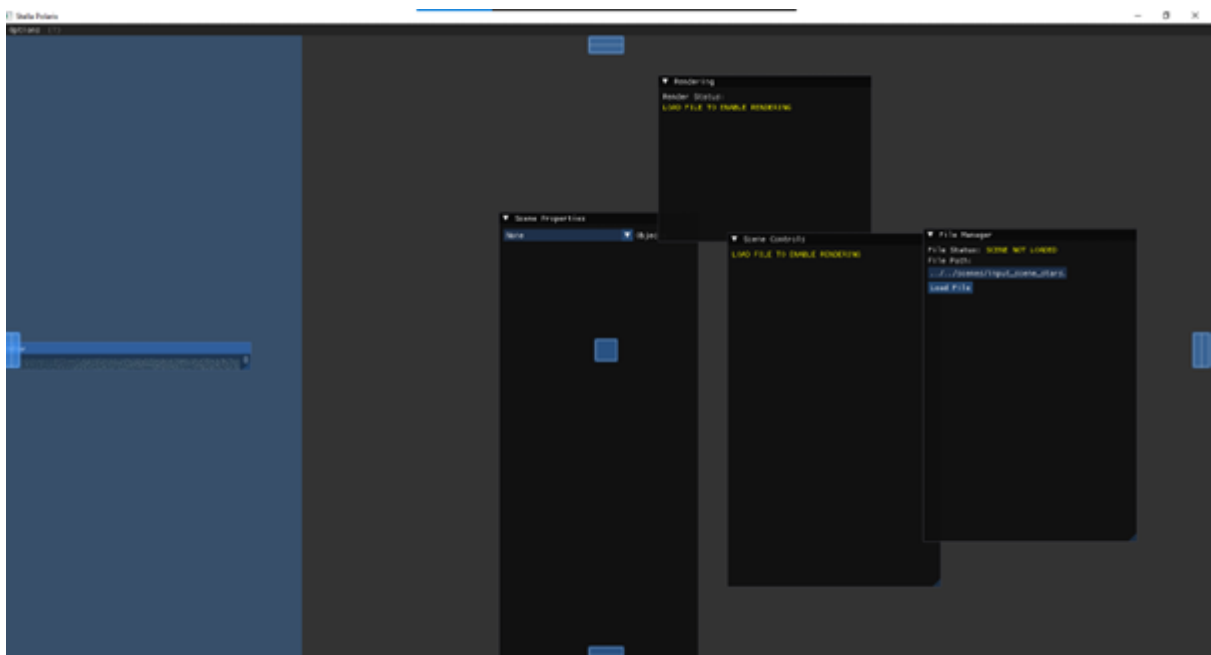 Stella Polaris
Options (?)
▼ Rendering
Render Status:
LOAD FILE TO ENABLE RENDERING
▼ Scene Properties
None ▼ Objec
▼ Scene Controls
LOAD FILE TO ENABLE RENDERING
▼ File Manager
File Status: SCENE NOT LOADED
File Path:
../../scenes/input_scene_stars.
Load File